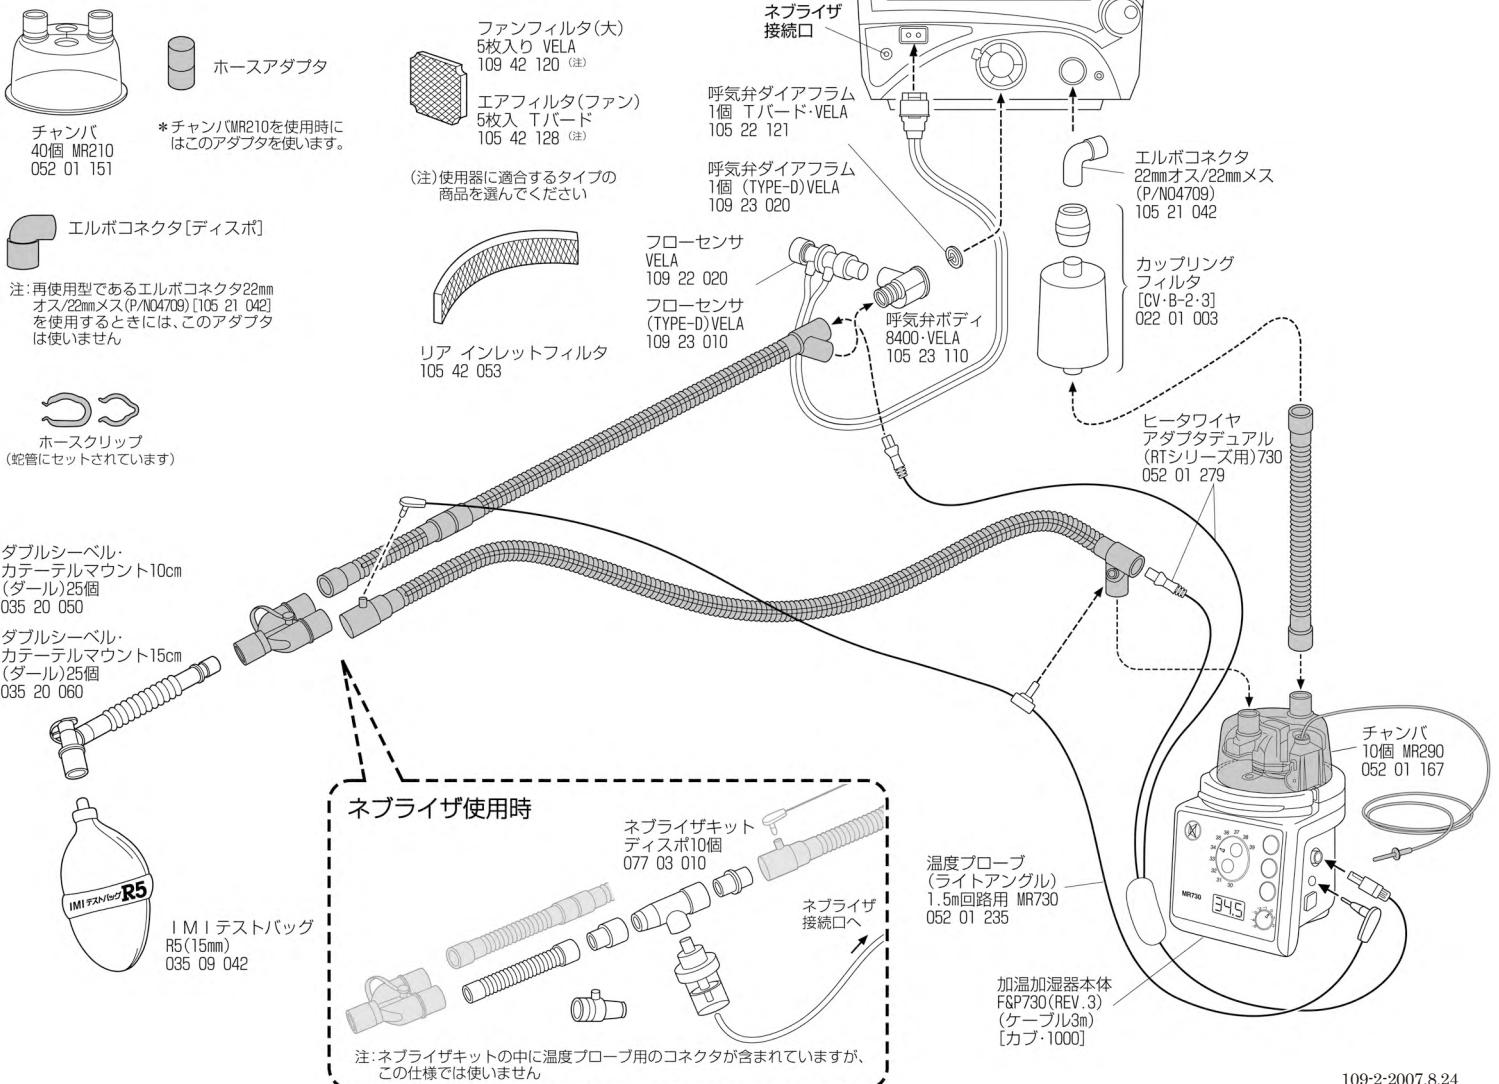 チャンバ
40個 MR210
052 01 151
ホースアダプタ
*チャンバMR210を使用時に
はこのアダプタを使います。
エルボコネクタ[ディスポ]
注:再使用型であるエルボコネクタ22mm
オス/22mmメス(P/N04709)[105 21 042]
を使用するときには、このアダプタ
は使いません
ホースクリップ
(蛇管にセットされています)
ファンフィルタ(大)
5枚入り VELA
109 42 120 (注)
エアフィルタ(ファン)
5枚入 Tバード
105 42 128 (注)
(注)使用器に適合するタイプの
商品を選んでください
リア インレットフィルタ
105 42 053
ネブライザ
接続口
呼気弁ダイアフラム
1個 Tバード·VELA
105 22 121
呼気弁ダイアフラム
1個 (TYPE-D)VELA
109 23 020
フローセンサ
VELA
109 22 020
フローセンサ
(TYPE-D)VELA
109 23 010
呼気弁ボディ
8400·VELA
105 23 110
エルボコネクタ
22mmオス/22mmメス
(P/N04709)
105 21 042
カップリング
フィルタ
[CV·B-2·3]
022 01 003
ヒータワイヤ
アダプタデュアル
(RTシリーズ用)730
052 01 279
ダブルシーベル·
カテーテルマウント10cm
(ダール)25個
035 20 050
ダブルシーベル·
カテーテルマウント15cm
(ダール)25個
035 20 060
IMI テストバッグ R5
IMIテストバッグ
R5(15mm)
035 09 042
ネブライザ使用時
ネブライザキット
ディスポ10個
077 03 010
ネブライザ
接続口へ
注:ネブライザキットの中に温度プローブ用のコネクタが含まれていますが、
この仕様では使いません
チャンバ
10個 MR290
052 01 167
温度プローブ
(ライトアングル)
1.5m回路用 MR730
052 01 235
30 31 32 33 34 35 36 37 38 39
MR730
34.5
加温加湿器本体
F&P730(REV.3)
(ケーブル3m)
[カブ·1000]
109-2·2007.8.24